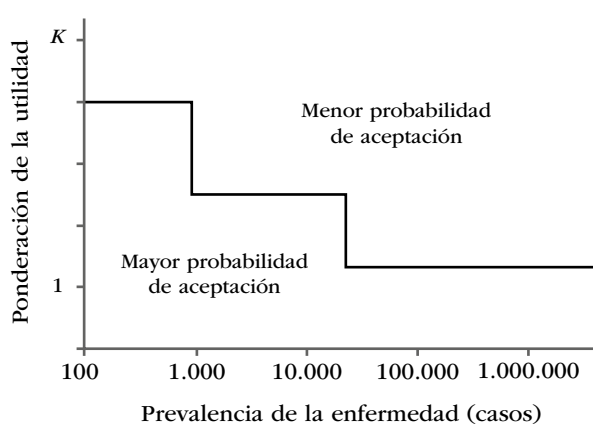 Ponderación de la utilidad
K
1
Menor probabilidad
de aceptación
Mayor probabilidad
de aceptación
100 1.000 10.000 100.000 1.000.000
Prevalencia de la enfermedad (casos)